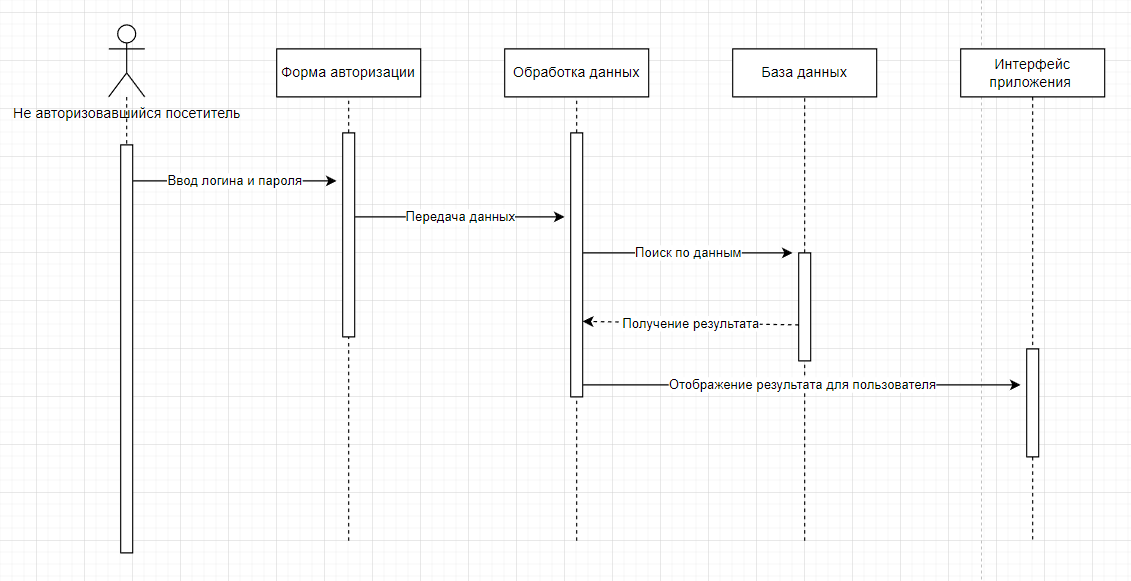 Форма авторизации
Обработка данных
База данных
Интерфейс
приложения
Не авторизовавшийся посетитель
Ввод логина и пароля
Передача данных
Поиск по данным
Получение результата
Отображение результата для пользователя